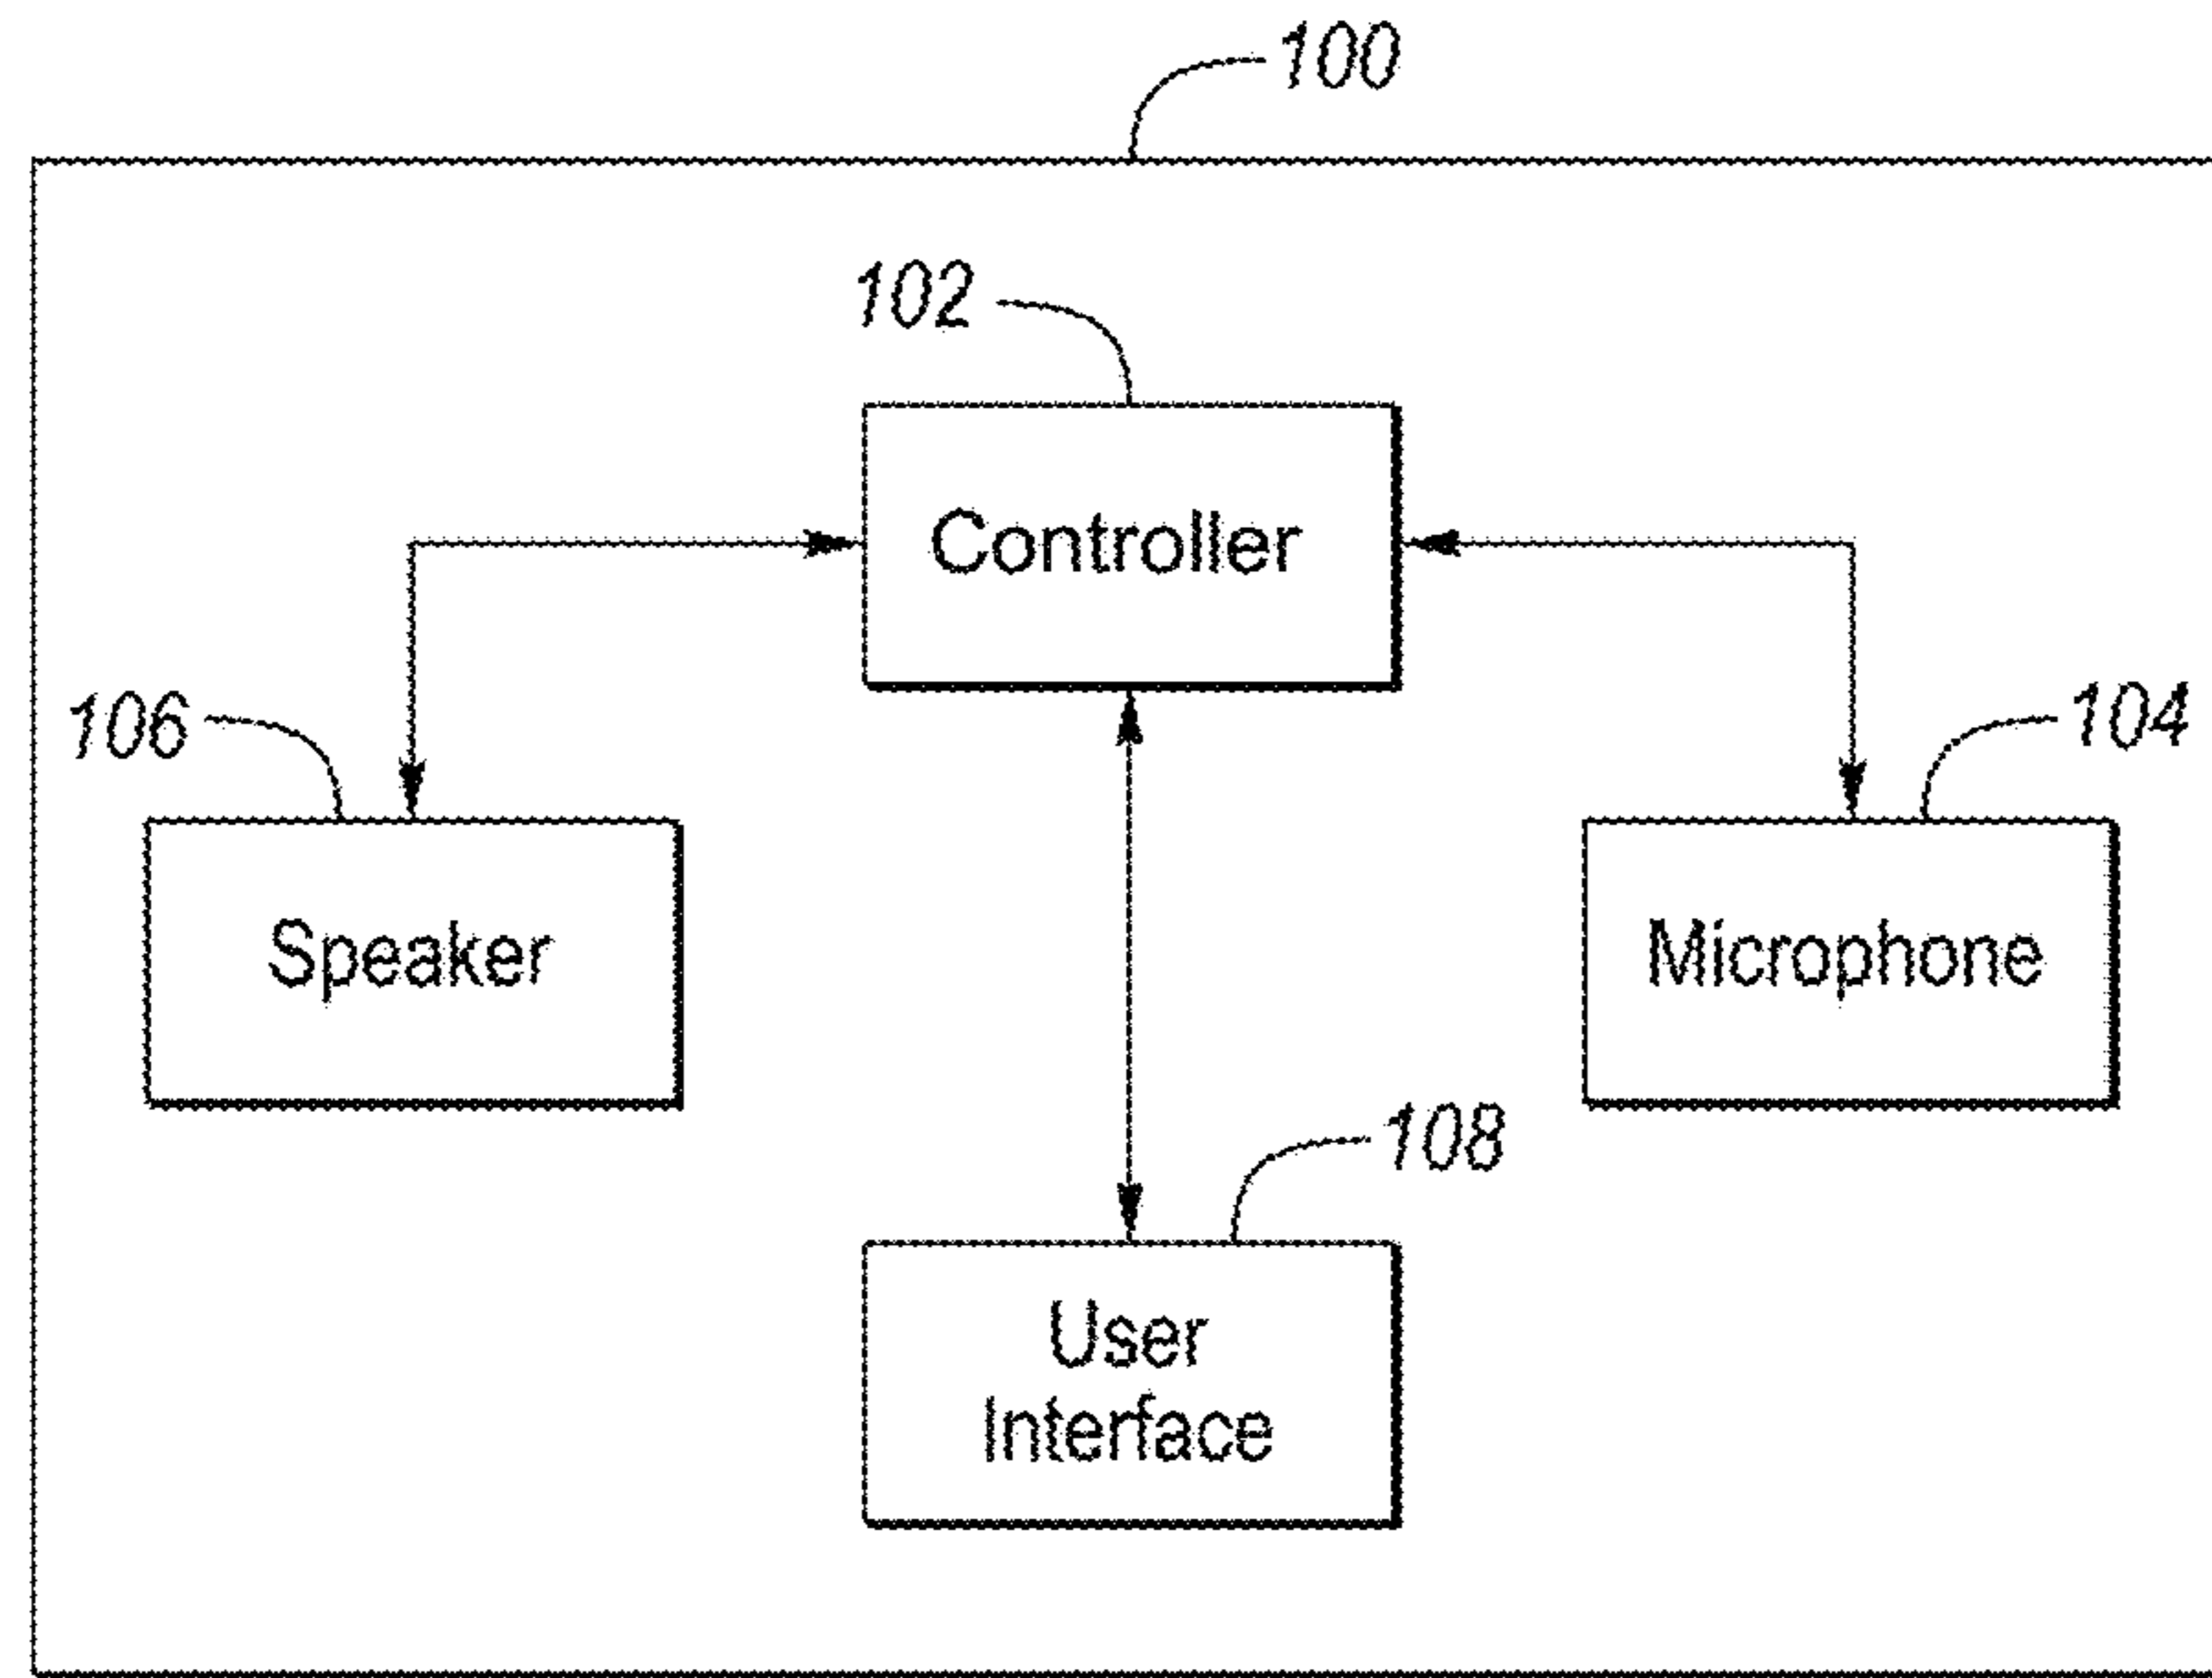 100
102
Controller
106
104
Speaker
Microphone
108
User
Interface